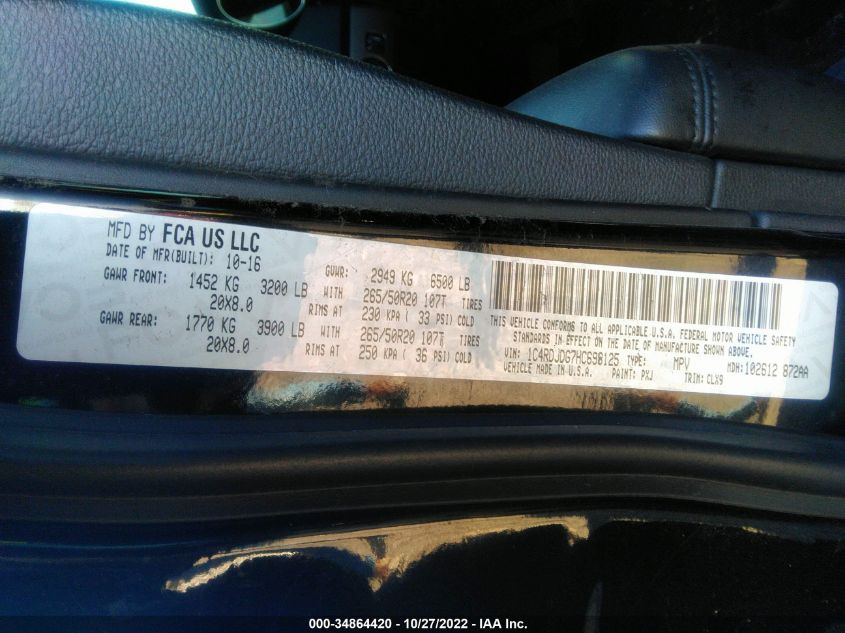 MFD BY FCA US LLC
DATE OF MFR(BUILT): 10-16 GVWR: 2949 KG 6500 LB
GAWR FRONT: 1452 KG 3200 LB WITH 265/50R20 107T TIRES
20X8.0 RIMS AT 230 KPA ( 33 PSI) COLD
GAWR REAR: 1770 KG 3900 LB WITH 265/50R20 107T TIRES
20X8.0 RIMS AT 250 KPA ( 36 PSI) COLD
THIS VEHICLE CONFORMS TO ALL APPLICABLE U.S.A. FEDERAL MOTOR VEHICLE SAFETY
STANDARDS IN EFFECT ON THE DATE OF MANUFACTURE SHOWN ABOVE.
VIN: 1C4RDJDG7HC696125 TYPE: MPV MDH: 102612 872AA
VEHICLE MADE IN U.S.A. PAINT: PXJ TRIM: CLX9
000-34864420 - 10/27/2022 - IAA Inc.